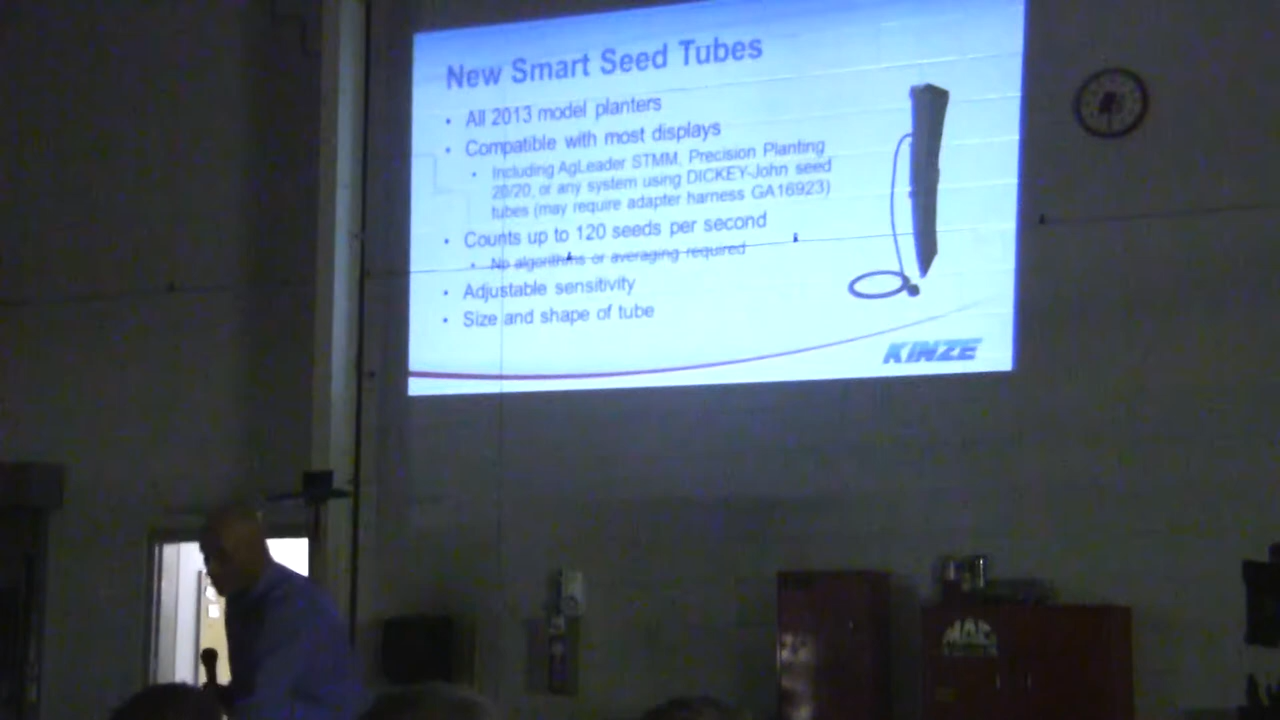 New Smart Seed Tubes
• All 2013 model planters
• Compatible with most displays
• Including AgLeader STMM, Precision Planting
20/20, or any system using DICKEY-John seed
tubes (may require adapter harness GA16923)
• Counts up to 120 seeds per second
• No algorithms or averaging required
• Adjustable sensitivity
• Size and shape of tube
KINZE
MAC